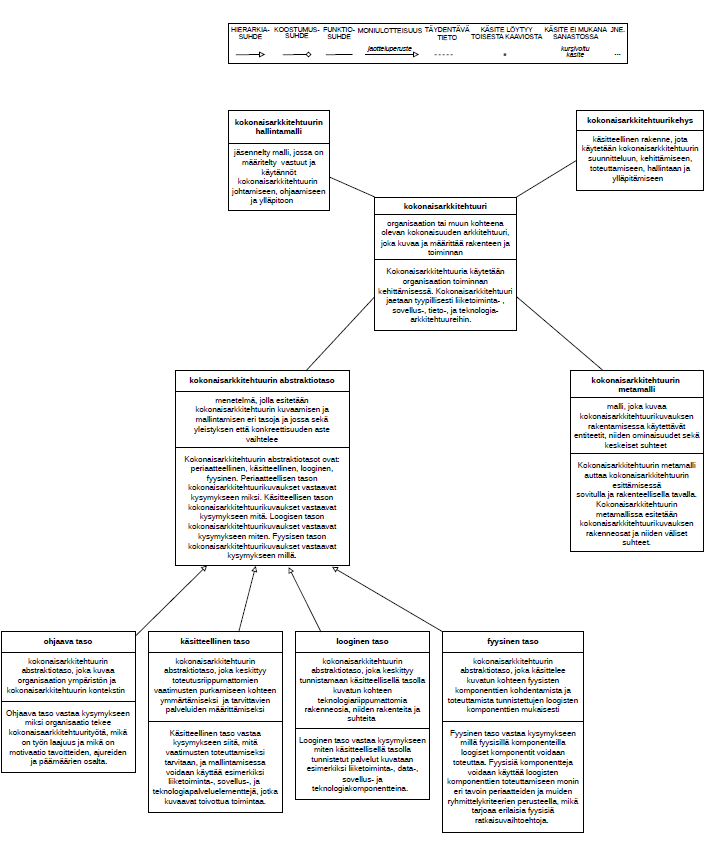 HIERARKIA-SUHDE
KOOSTUMUS-SUHDE
FUNKTIO-SUHDE
MONIULOTTEISUUS
TÄYDENTÄVÄ TIETO
KÄSITE LÖYTYY TOISESTA KAAVIOSTA
KÄSITE EI MUKANA SANASTOSSA
JNE.
jaotteluperuste
*
kursivoitu
käsite
...
kokonaisarkkitehtuurin
hallintamalli
jäsennelty malli, jossa on
määritelty vastuut ja
käytännöt
kokonaisarkkitehtuurin
johtamiseen, ohjaamiseen
ja ylläpitoon
kokonaisarkkitehtuurikehys
käsitteellinen rakenne, jota
käytetään kokonaisarkkitehtuurin
suunnitteluun, kehittämiseen,
toteuttamiseen, hallintaan ja
ylläpitämiseen
kokonaisarkkitehtuuri
organisaation tai muun kohteena
olevan kokonaisuuden arkkitehtuuri,
joka kuvaa ja määrittää rakenteen ja
toiminnan
Kokonaisarkkitehtuuria käytetään
organisaation toiminnan
kehittämisessä. Kokonaisarkkitehtuuri
jaetaan tyypillisesti liiketoiminta- ,
sovellus-, tieto-, ja teknologia-
arkkitehtuureihin.
kokonaisarkkitehtuurin abstraktiotaso
menetelmä, jolla esitetään
kokonaisarkkitehtuurin kuvaamisen ja
mallintamisen eri tasoja ja jossa sekä
yleistyksen että konkreettisuuden aste
vaihtelee
Kokonaisarkkitehtuurin abstraktiotasot ovat:
periaatteellinen, käsitteellinen, looginen,
fyysinen. Periaatteellisen tason
kokonaisarkkitehtuurikuvaukset vastaavat
kysymykseen miksi. Käsitteellisen tason
kokonaisarkkitehtuurikuvaukset vastaavat
kysymykseen mitä. Loogisen tason
kokonaisarkkitehtuurikuvaukset vastaavat
kysymykseen miten. Fyysisen tason
kokonaisarkkitehtuurikuvaukset vastaavat
kysymykseen millä.
kokonaisarkkitehtuurin
metamalli
malli, joka kuvaa
kokonaisarkkitehtuurikuvauksen
rakentamisessa käytettävät
entiteetit, niiden ominaisuudet sekä
keskeiset suhteet
Kokonaisarkkitehtuurin metamalli
auttaa kokonaisarkkitehtuurin
esittämisessä
sovitulla ja rakenteellisella tavalla.
Kokonaisarkkitehtuurin
metamallissa esitetään
kokonaisarkkitehtuurikuvauksen
rakenneosat ja niiden väliset
suhteet.
ohjaava taso
kokonaisarkkitehtuurin
abstraktiotaso, joka kuvaa
organisaation ympäristön ja
kokonaisarkkitehtuurin kontekstin
Ohjaava taso vastaa kysymykseen
miksi organisaatio tekee
kokonaisaarkkitehtuurityötä, mikä
on työn laajuus ja mikä on
motivaatio tavoitteiden, ajureiden
ja päämäärien osalta.
käsitteellinen taso
kokonaisarkkitehtuurin
abstraktiotaso, joka keskittyy
toteutusriippumattomien
vaatimusten purkamiseen kohteen
ymmärtämiseksi ja tarvittavien
palveluiden määrittämiseksi
Käsitteellinen taso vastaa
kysymykseen siitä, mitä
vaatimusten toteuttamiseksi
tarvitaan, ja mallintamisessa
voidaan käyttää esimerkiksi
liiketoiminta-, sovellus-, ja
teknologiapalveluelementtejä, jotka
kuvaavat toivottua toimintaa.
looginen taso
kokonaisarkkitehtuurin
abstraktiotaso, joka keskittyy
tunnistamaan käsitteellisellä tasolla
kuvatun kohteen
teknologiariippumattomia
rakenneosia, niiden rakenteita ja
suhteita
Looginen taso vastaa kysymykseen
miten käsitteellisellä tasolla
tunnistetut palvelut kuvataan
esimerkiksi liiketoiminta-, data-,
sovellus- ja
teknologiakomponentteina.
fyysinen taso
kokonaisarkkitehtuurin
abstraktiotaso, joka käsittelee
kuvatun kohteen fyysisten
komponenttien kohdentamista ja
toteuttamista tunnistettujen loogisten
komponenttien mukaisesti
Fyysinen taso vastaa kysymykseen
millä fyysisillä komponenteilla
loogiset komponentit voidaan
toteuttaa. Fyysisiä komponentteja
voidaan käyttää loogisten
komponenttien toteuttamiseen monin
eri tavoin periaatteiden ja muiden
ryhmittelykriteerien perusteella, mikä
tarjoaa erilaisia fyysisiä
ratkaisuvaihtoehtoja.